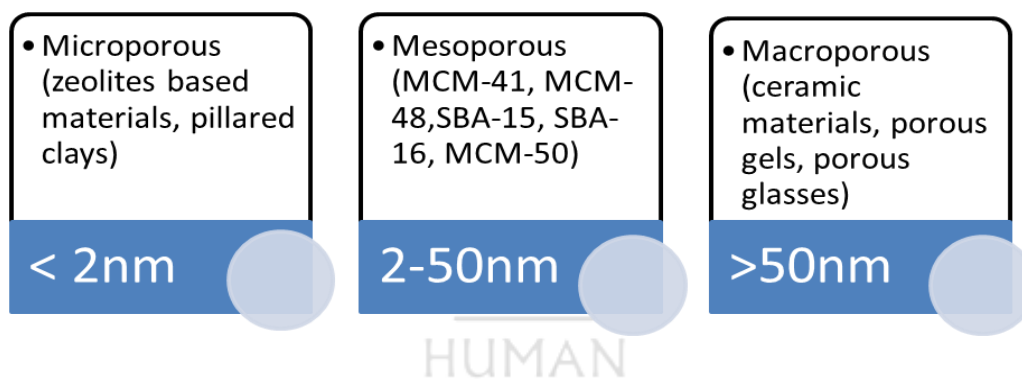 • Microporous
(zeolites based
materials, pillared
clays)
< 2nm
• Mesoporous
(MCM-41, MCM-
48,SBA-15, SBA-
16, MCM-50)
2-50nm
• Macroporous
(ceramic
materials, porous
gels, porous
glasses)
>50nm
HUMAN